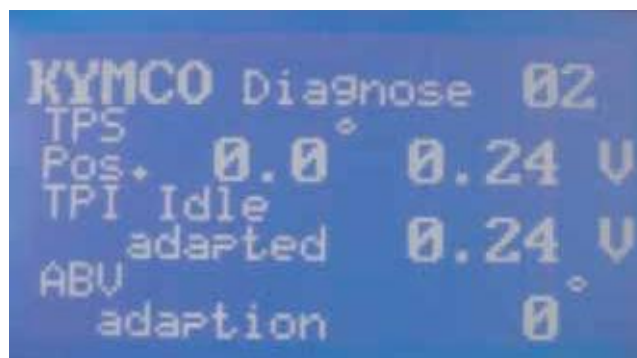 KYMCO Diagnose 02
TPS °
Pos. 0.0 0.24 V
TPI Idle
adapted 0.24 V
ABV °
adaption 0